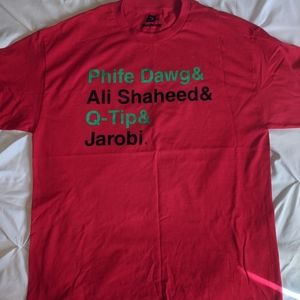 Phife Dawg&
Ali Shaheed&
Q-Tip&
Jarobi.